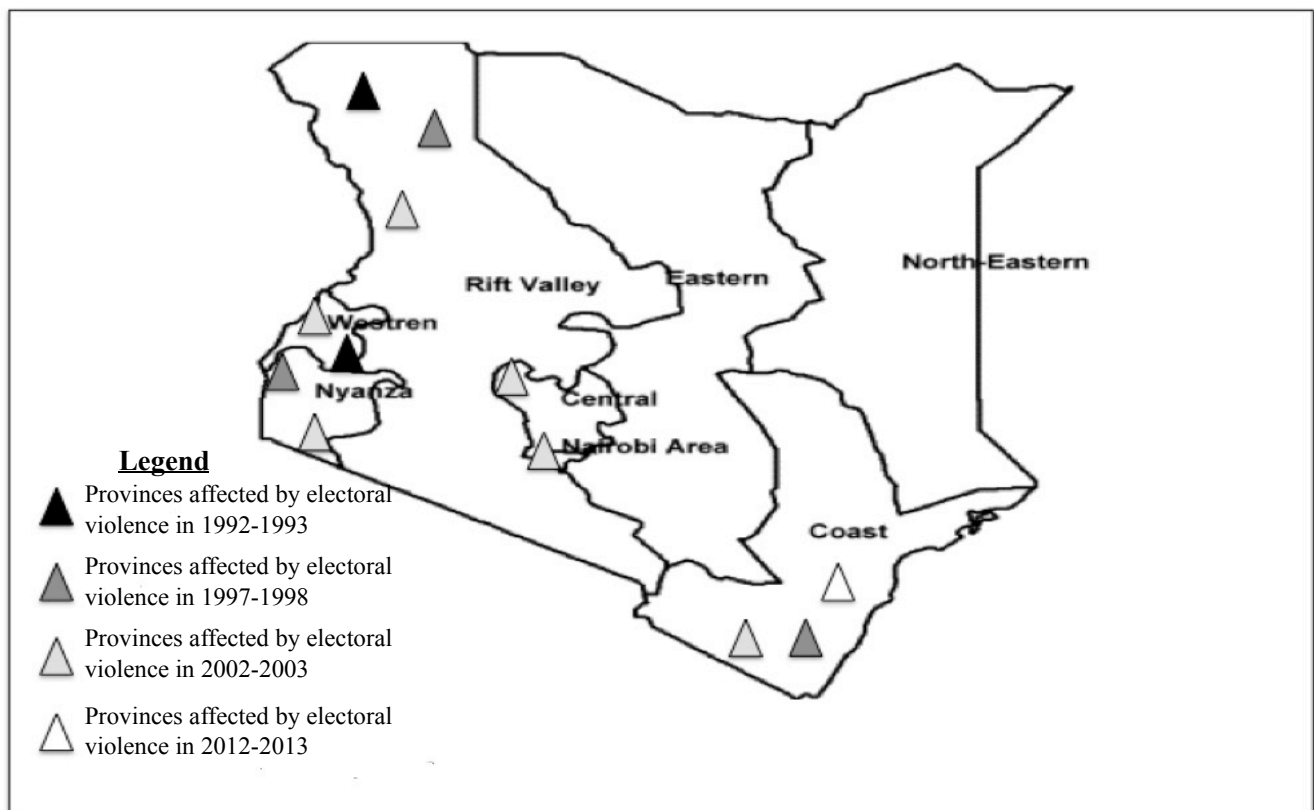 North-Eastern
Eastern
Rift Valley
Westren
Nyanza
Central
Nairobi Area
Coast
Legend
Provinces affected by electoral
violence in 1992-1993
Provinces affected by electoral
violence in 1997-1998
Provinces affected by electoral
violence in 2002-2003
Provinces affected by electoral
violence in 2012-2013